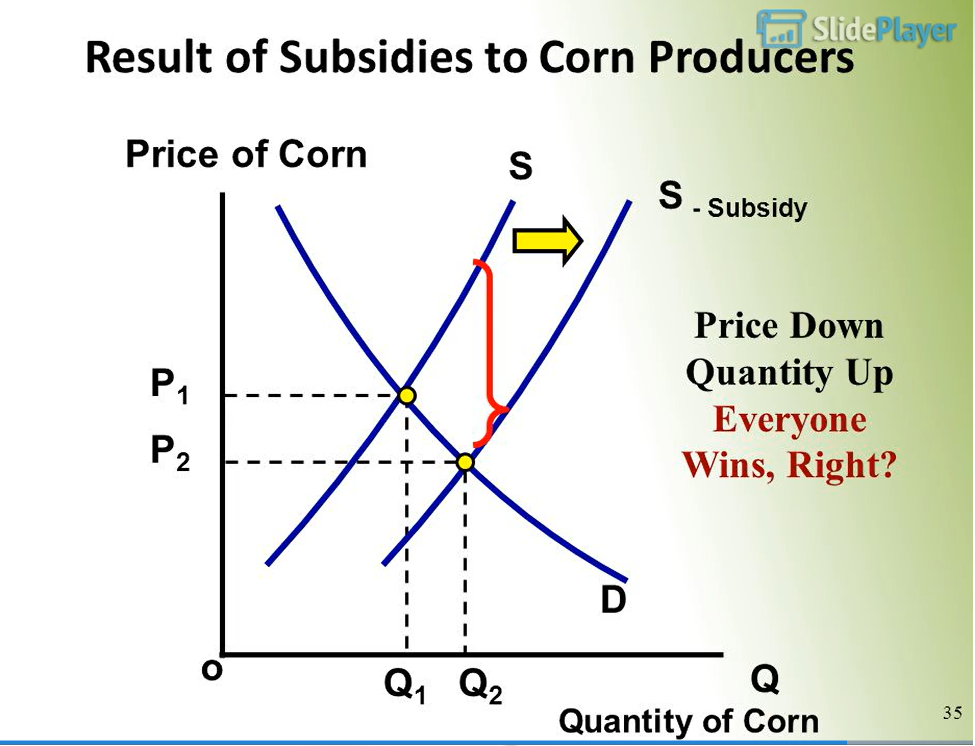 SlidePlayer
Result of Subsidies to Corn Producers
Price of Corn
S
S - Subsidy
Price Down
Quantity Up
Everyone
Wins, Right?
P1
P2
D
o
Q1 Q2
Q
Quantity of Corn
35